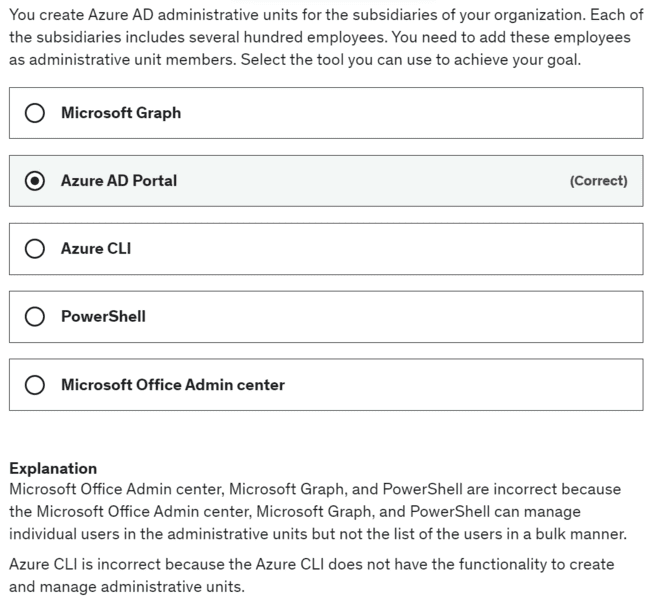 You create Azure AD administrative units for the subsidiaries of your organization. Each of
the subsidiaries includes several hundred employees. You need to add these employees
as administrative unit members. Select the tool you can use to achieve your goal.
Microsoft Graph
Azure AD Portal (Correct)
Azure CLI
PowerShell
Microsoft Office Admin center
Explanation
Microsoft Office Admin center, Microsoft Graph, and PowerShell are incorrect because
the Microsoft Office Admin center, Microsoft Graph, and PowerShell can manage
individual users in the administrative units but not the list of the users in a bulk manner.
Azure CLI is incorrect because the Azure CLI does not have the functionality to create
and manage administrative units.